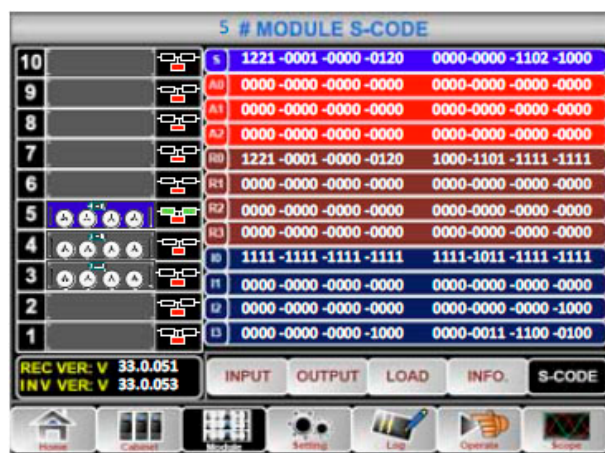 5 # MODULE S-CODE
10
9
8
7
6
5
4
3
2
1
S 1221 -0001 -0000 -0120 0000-0000 -1102 -1000
A0 0000 -0000 -0000 -0000 0000-0000 -0000 -0000
A1 0000 -0000 -0000 -0000 0000-0000 -0000 -0000
A2 0000 -0000 -0000 -0000 0000-0000 -0000 -0000
R0 1221 -0001 -0000 -0120 1000-1101 -1111 -1111
R1 0000 -0000 -0000 -0000 0000-0000 -0000 -0000
R2 0000 -0000 -0000 -0000 0000-0000 -0000 -0000
R3 0000 -0000 -0000 -0000 0000-0000 -0000 -0000
I0 1111 -1111 -1111 -1111 1111-1011 -1111 -1111
I1 0000 -0000 -0000 -0000 0000-0000 -0000 -0000
I2 0000 -0000 -0000 -0000 0000-0000 -0000 -1000
I3 0000 -0000 -0000 -1000 0000-0011 -1100 -0100
REC VER: V 33.0.051
INV VER: V 33.0.053
INPUT OUTPUT LOAD INFO. S-CODE
Home Cabinet Module Setting Log Operate Scope